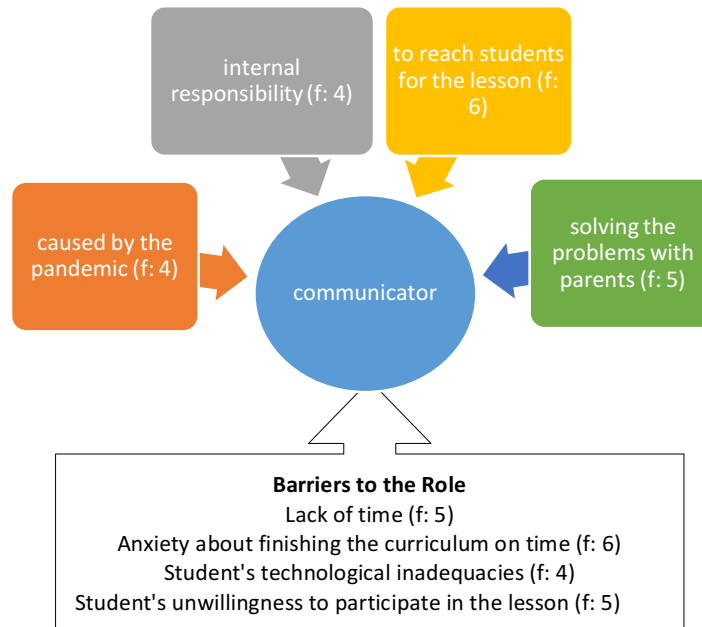 internal
responsibility (f: 4)
to reach students
for the lesson (f:
6)
caused by the
pandemic (f: 4)
solving the
problems with
parents (f: 5)
communicator
Barriers to the Role
Lack of time (f: 5)
Anxiety about finishing the curriculum on time (f: 6)
Student's technological inadequacies (f: 4)
Student's unwillingness to participate in the lesson (f: 5)